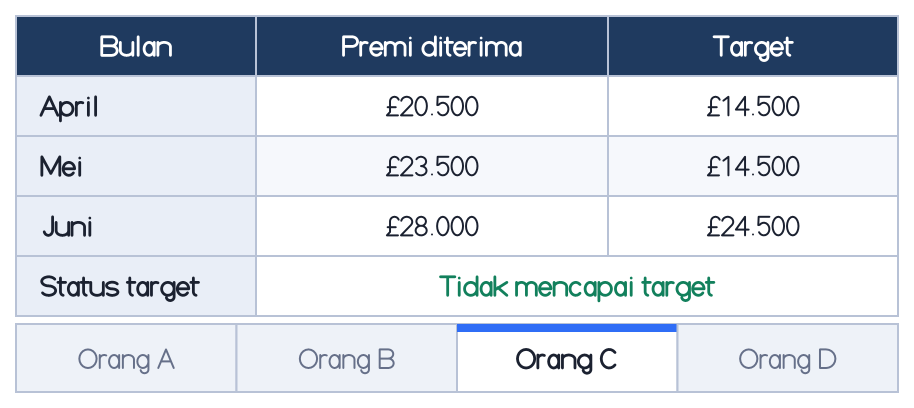 Bulan Premi diterima Target
April £20.500 £14.500
Mei £23.500 £14.500
Juni £28.000 £24.500
Status target Tidak mencapai target
Orang A Orang B Orang C Orang D